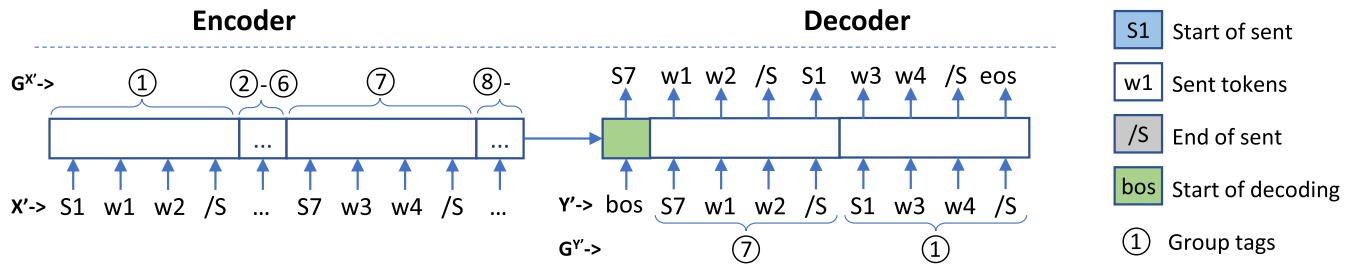 Encoder Decoder
G^X'-> ① ②-⑥ ⑦ ⑧- S7 w1 w2 /S S1 w3 w4 /S eos
... ...
X'-> S1 w1 w2 /S ... S7 w3 w4 /S ... Y'-> bos S7 w1 w2 /S S1 w3 w4 /S
G^Y'-> ⑦ ①
S1 Start of sent
w1 Sent tokens
/S End of sent
bos Start of decoding
① Group tags